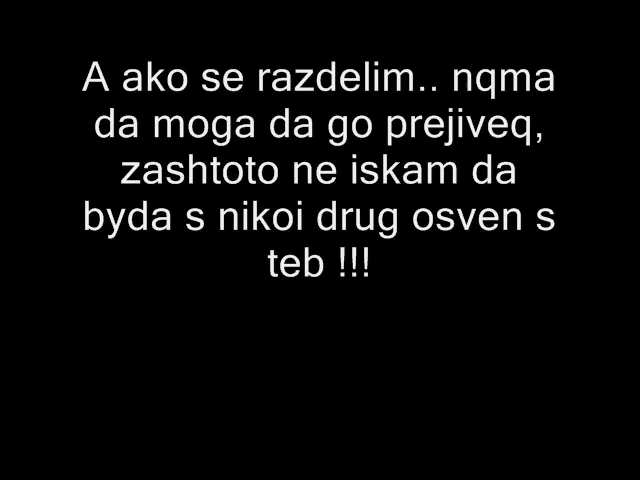 A ako se razdelim.. nqma
da moga da go prejiveq,
zashtoto ne iskam da
byda s nikoi drug osven s
teb !!!